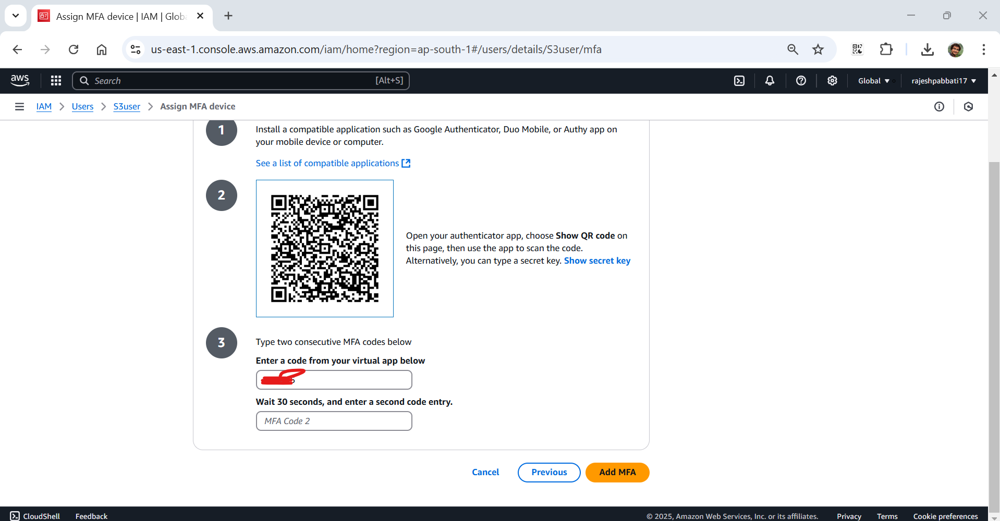 Assign MFA device | IAM | Glob
us-east-1.console.aws.amazon.com/iam/home?region=ap-south-1#/users/details/S3user/mfa
aws
Search
[Alt+S]
Global
rajeshpabbati17
IAM
Users
S3user
Assign MFA device
1
Install a compatible application such as Google Authenticator, Duo Mobile, or Authy app on
your mobile device or computer.
See a list of compatible applications
2
Open your authenticator app, choose Show QR code on
this page, then use the app to scan the code.
Alternatively, you can type a secret key. Show secret key
3
Type two consecutive MFA codes below
Enter a code from your virtual app below
Wait 30 seconds, and enter a second code entry.
MFA Code 2
Cancel
Previous
Add MFA
CloudShell
Feedback
© 2025, Amazon Web Services, Inc. or its affiliates.
Privacy
Terms
Cookie preferences